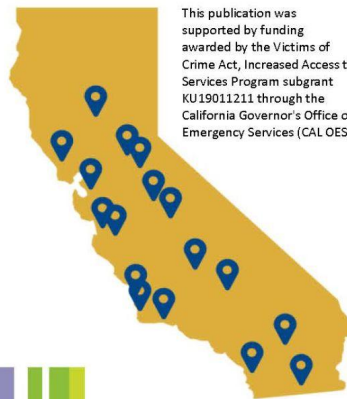 This publication was
supported by funding
awarded by the Victims of
Crime Act, Increased Access t
Services Program subgrant
KU19011211 through the
California Governor's Office o
Emergency Services (CAL OES